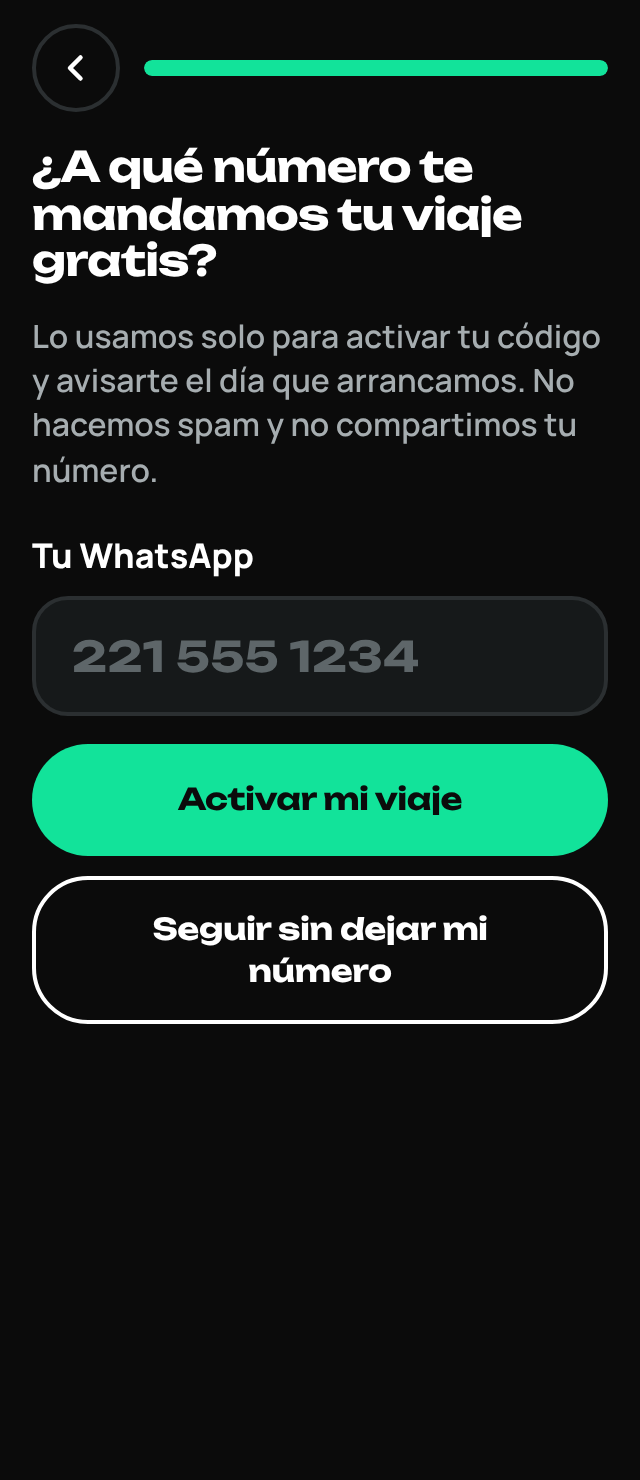 ¿A qué número te
mandamos tu viaje
gratis?
Lo usamos solo para activar tu código
y avisarte el día que arrancamos. No
hacemos spam y no compartimos tu
número.
Tu WhatsApp
221 555 1234
Activar mi viaje
Seguir sin dejar mi
número